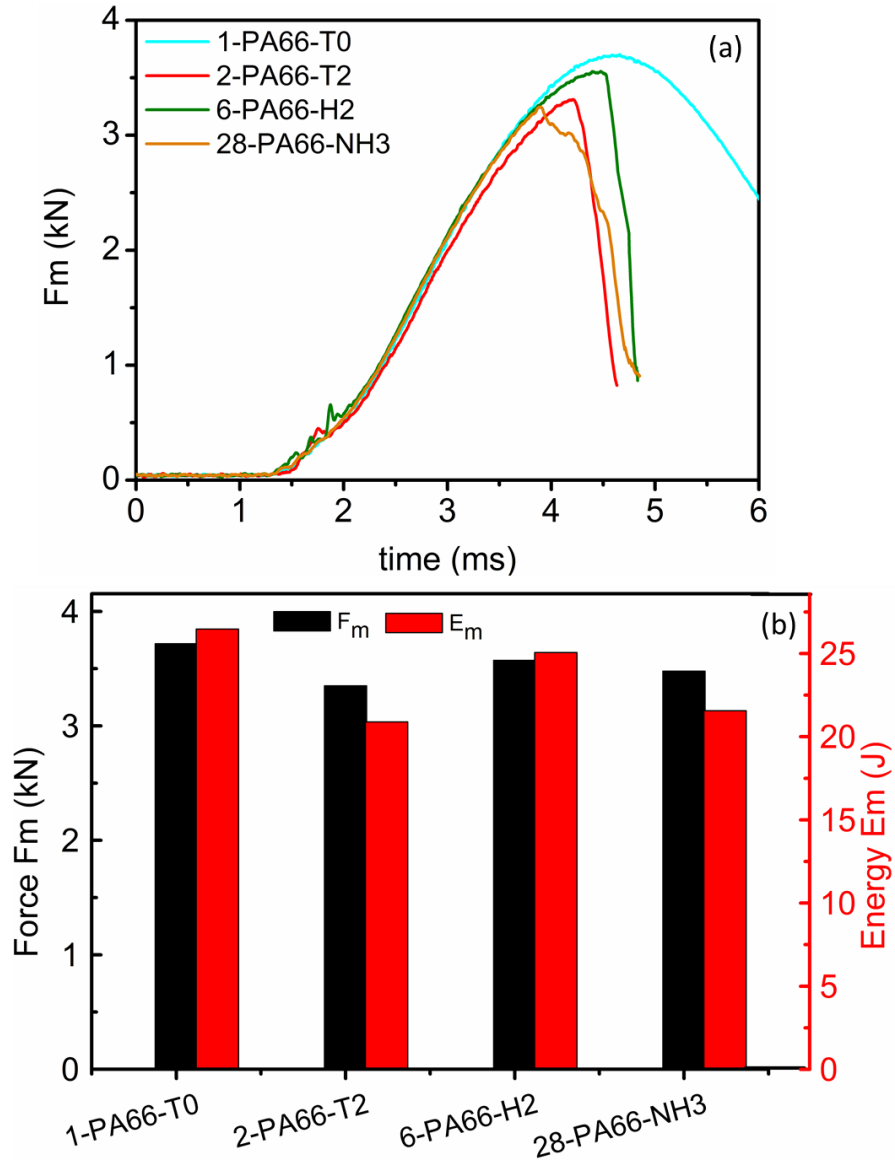 (a)
1-PA66-T0
2-PA66-T2
6-PA66-H2
28-PA66-NH3
Fm (kN)
4
3
2
1
0
0 1 2 3 4 5 6
time (ms)
(b)
Fm Em
Force Fm (kN)
4
3
2
1
0
Energy Em (J)
25
20
15
10
5
0
1-PA66-T0 2-PA66-T2 6-PA66-H2 28-PA66-NH3